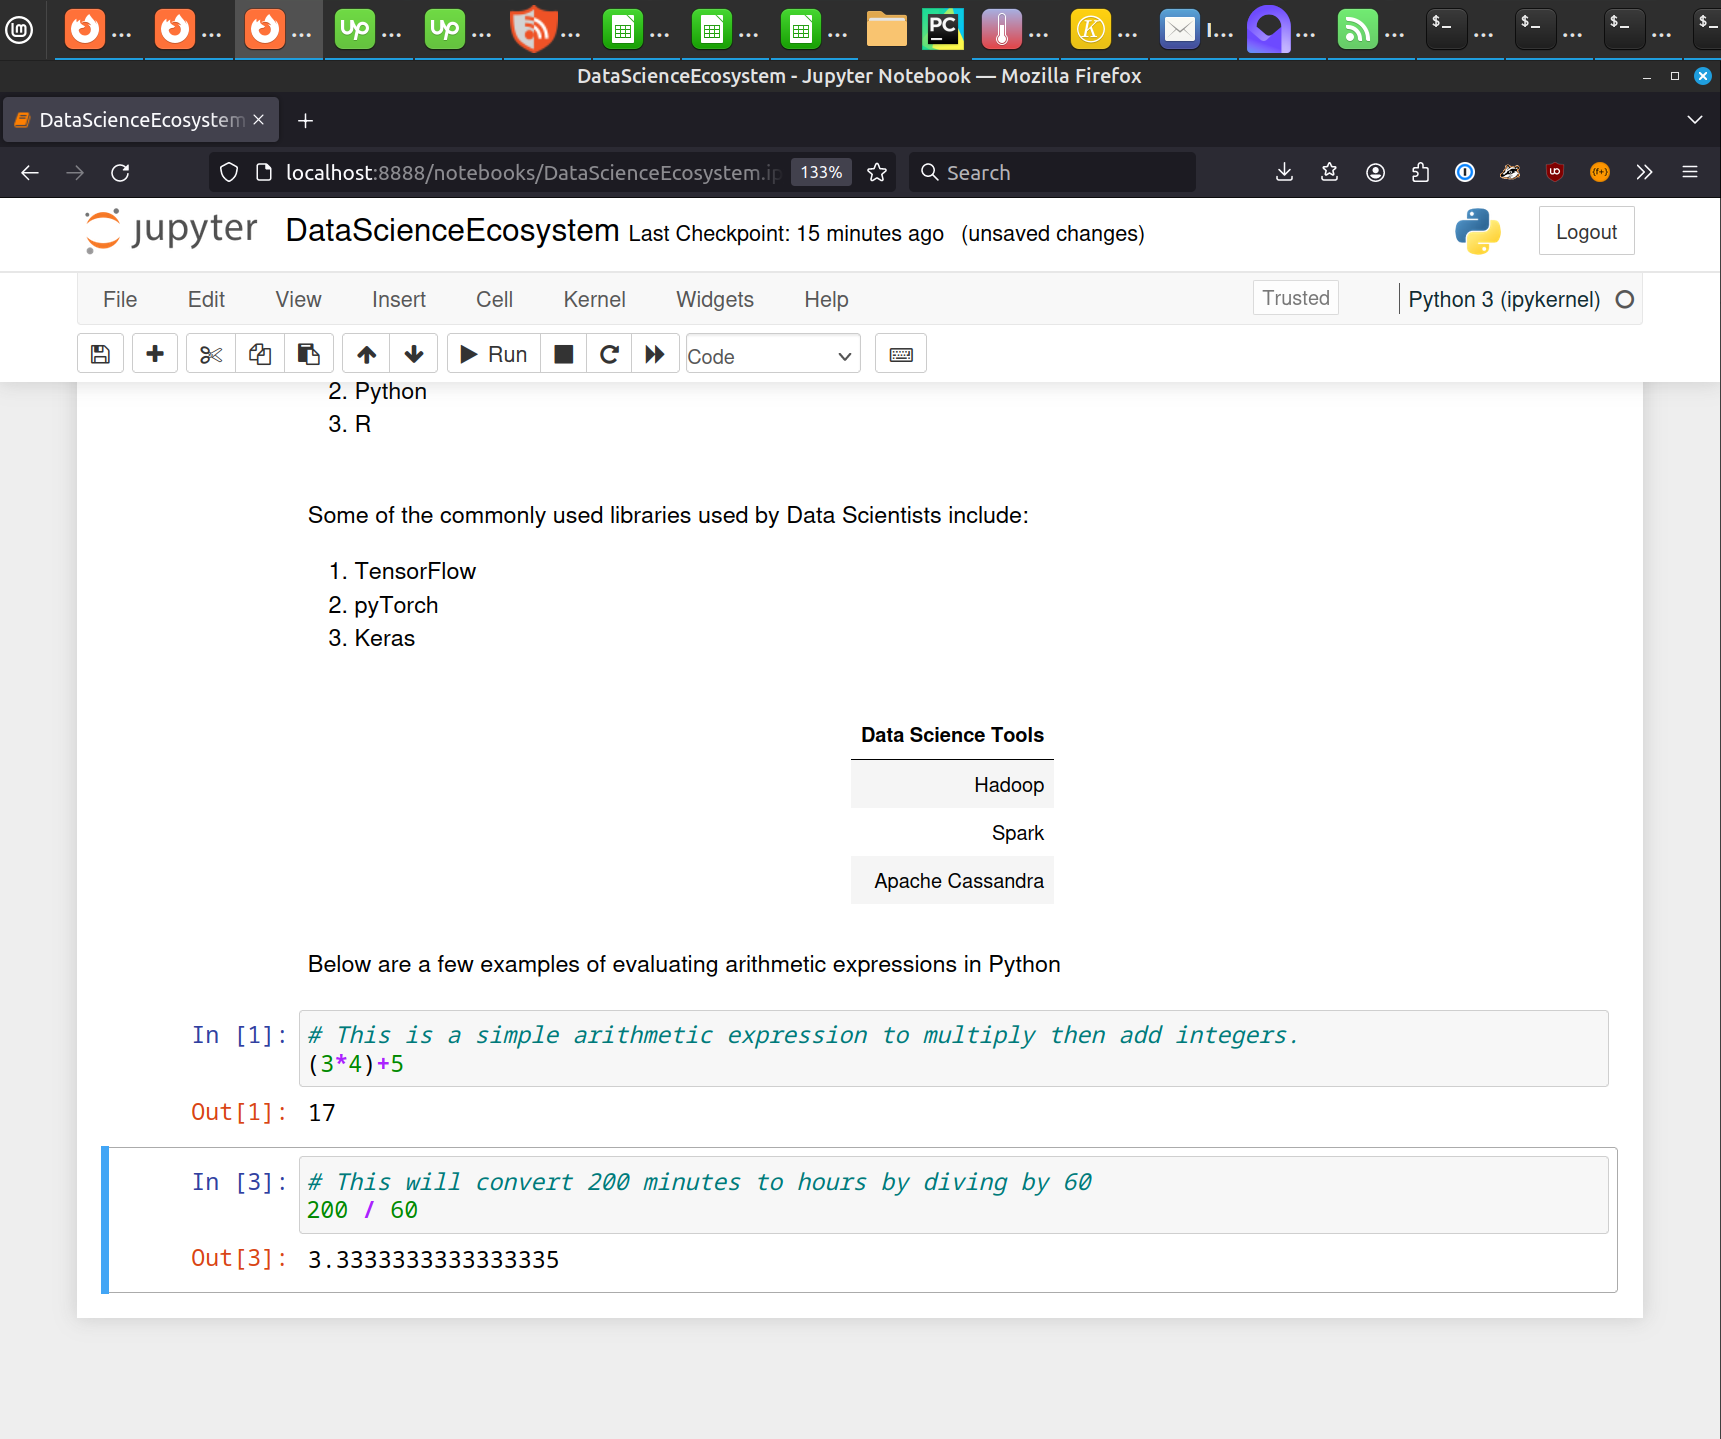 ... ... ... up ... up ... ... ... ... ... PC ... K ... I... ... ... $_ ... $_ ... $_ ... $_
DataScienceEcosystem - Jupyter Notebook — Mozilla Firefox
DataScienceEcosystem
localhost:8888/notebooks/DataScienceEcosystem.ip 133% Search
jupyter DataScienceEcosystem Last Checkpoint: 15 minutes ago (unsaved changes) Logout
File Edit View Insert Cell Kernel Widgets Help Trusted Python 3 (ipykernel)
Run Code
2. Python
3. R
Some of the commonly used libraries used by Data Scientists include:
1. TensorFlow
2. pyTorch
3. Keras
Data Science Tools
Hadoop
Spark
Apache Cassandra
Below are a few examples of evaluating arithmetic expressions in Python
In [1]: # This is a simple arithmetic expression to multiply then add integers.
(3*4)+5
Out[1]: 17
In [3]: # This will convert 200 minutes to hours by diving by 60
200 / 60
Out[3]: 3.3333333333333335